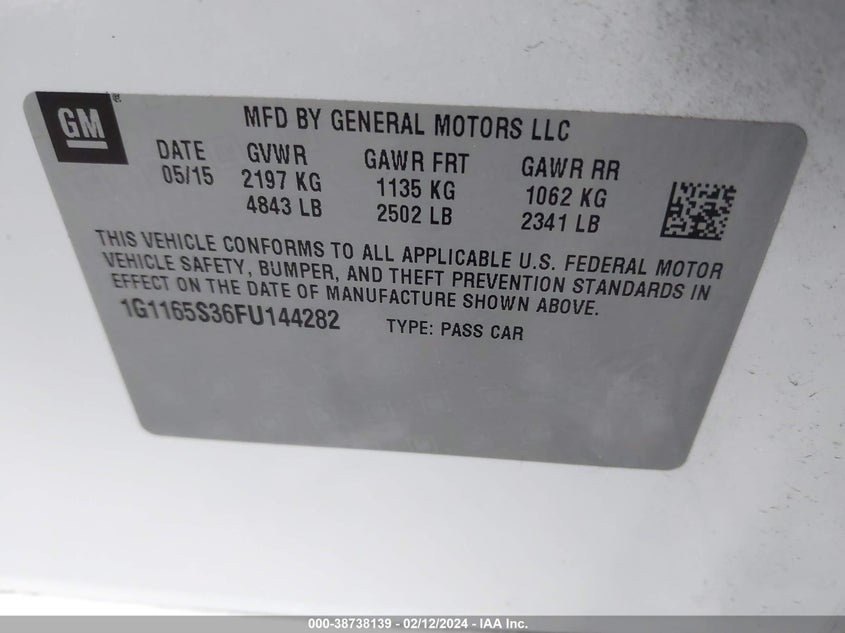 GM®
MFD BY GENERAL MOTORS LLC
DATE GVWR GAWR FRT GAWR RR
05/15 2197 KG 1135 KG 1062 KG
4843 LB 2502 LB 2341 LB
THIS VEHICLE CONFORMS TO ALL APPLICABLE U.S. FEDERAL MOTOR
VEHICLE SAFETY, BUMPER, AND THEFT PREVENTION STANDARDS IN
EFFECT ON THE DATE OF MANUFACTURE SHOWN ABOVE.
1G1165S36FU144282 TYPE: PASS CAR
000-38738139 - 02/12/2024 - IAA Inc.